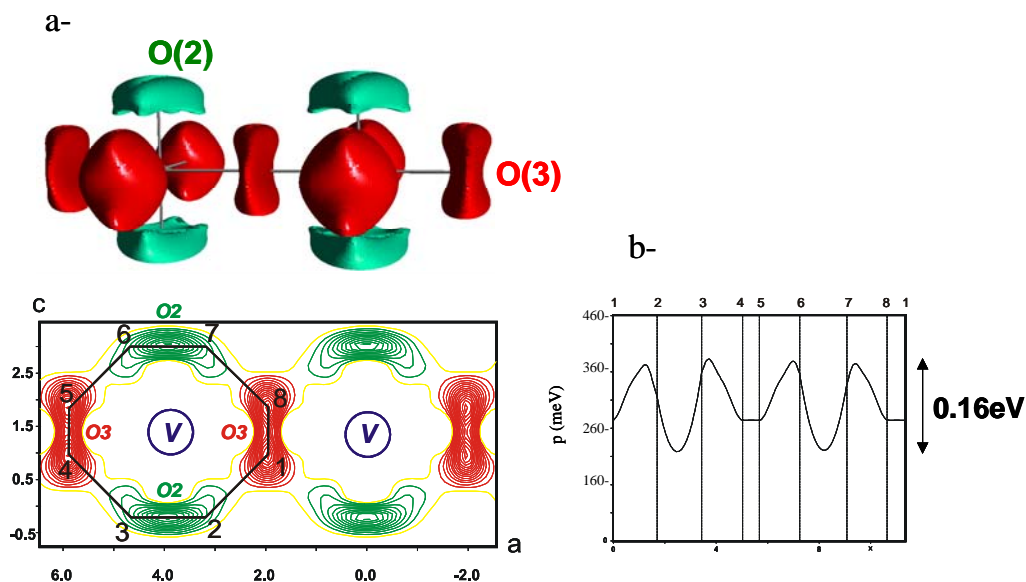 a-
O(2)
O(3)
b-
c
O2
6 7
2.5
5 8
1.5
O3 V O3 V
4 1
0.5
O2
3 2
-0.5
a
6.0 4.0 2.0 0.0 -2.0
1 2 3 4 5 6 7 8 1
460-
360-
260-
160-
0
p (meV)
0.16eV
0 4 8 x